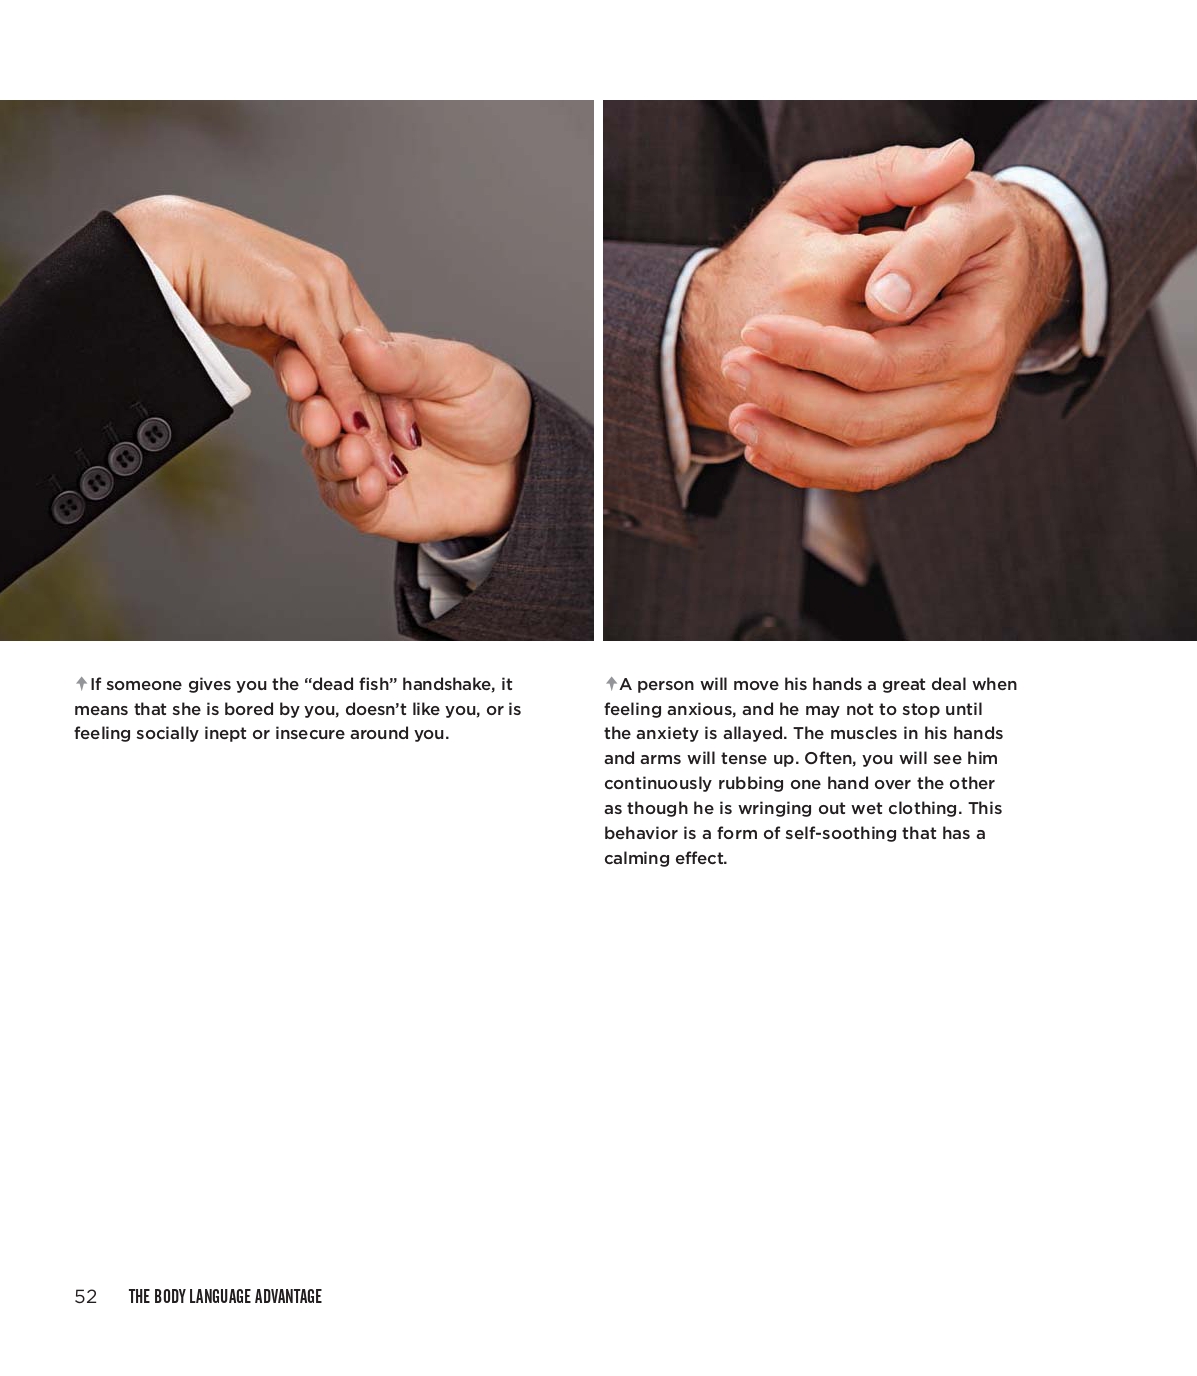 If someone gives you the “dead fish” handshake, it
means that she is bored by you, doesn’t like you, or is
feeling socially inept or insecure around you.
A person will move his hands a great deal when
feeling anxious, and he may not to stop until
the anxiety is allayed. The muscles in his hands
and arms will tense up. Often, you will see him
continuously rubbing one hand over the other
as though he is wringing out wet clothing. This
behavior is a form of self-soothing that has a
calming effect.
52 THE BODY LANGUAGE ADVANTAGE